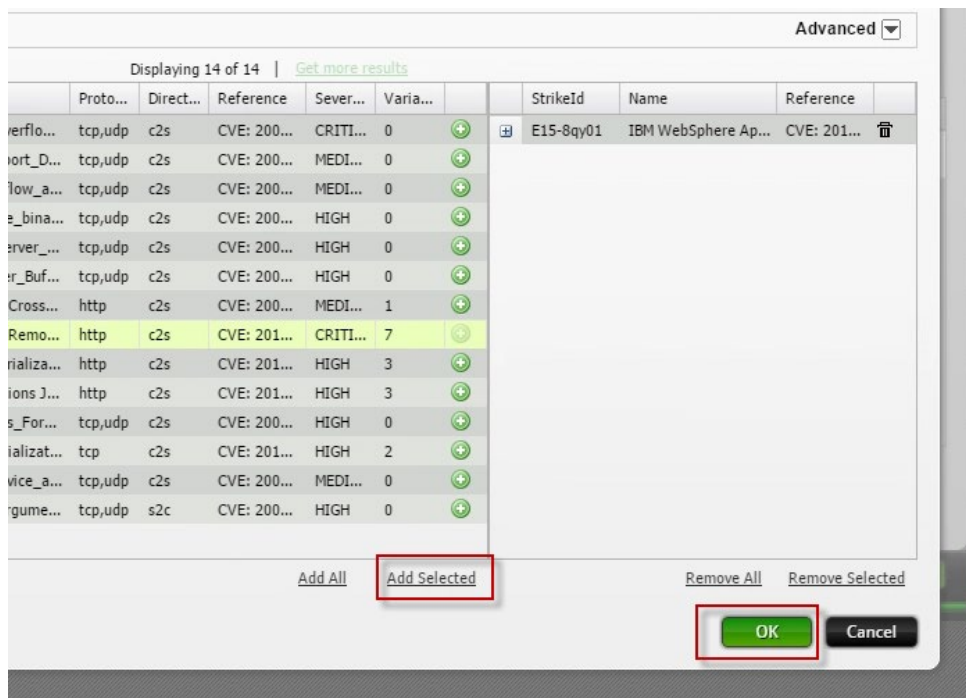 Advanced
Displaying 14 of 14 | Get more results
Proto... Direct... Reference Sever... Varia... StrikeId Name Reference
verflo... tcp,udp c2s CVE: 200... CRITI... 0 E15-8qy01 IBM WebSphere Ap... CVE: 201...
port_D... tcp,udp c2s CVE: 200... MEDI... 0
flow_a... tcp,udp c2s CVE: 200... MEDI... 0
e_bina... tcp,udp c2s CVE: 200... HIGH 0
erver_... tcp,udp c2s CVE: 200... HIGH 0
er_Buf... tcp,udp c2s CVE: 200... HIGH 0
Cross... http c2s CVE: 200... MEDI... 1
Remo... http c2s CVE: 201... CRITI... 7
rializa... http c2s CVE: 201... HIGH 3
ions J... http c2s CVE: 201... HIGH 3
s_For... tcp,udp c2s CVE: 200... HIGH 0
ializat... tcp c2s CVE: 201... HIGH 2
vice_a... tcp,udp c2s CVE: 200... MEDI... 0
rgume... tcp,udp s2c CVE: 200... HIGH 0
Add All Add Selected Remove All Remove Selected
OK Cancel